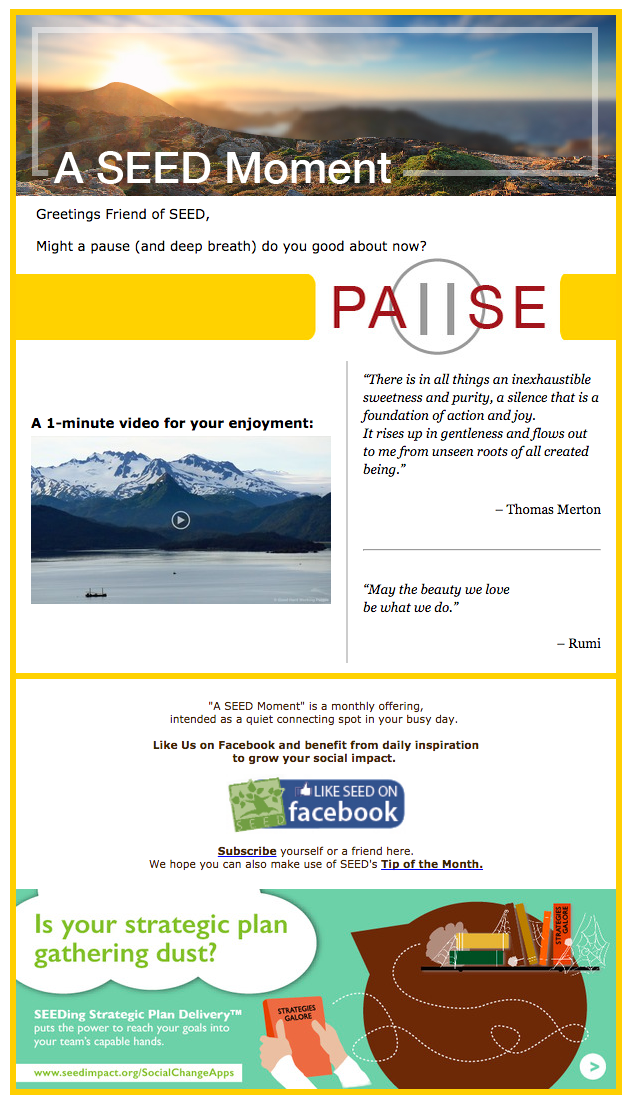 A SEED Moment
Greetings Friend of SEED,
Might a pause (and deep breath) do you good about now?
PA||SE
A 1-minute video for your enjoyment:
“There is in all things an inexhaustible
sweetness and purity, a silence that is a
foundation of action and joy.
It rises up in gentleness and flows out
to me from unseen roots of all created
being.”
– Thomas Merton
“May the beauty we love
be what we do.”
– Rumi
"A SEED Moment" is a monthly offering,
intended as a quiet connecting spot in your busy day.
Like Us on Facebook and benefit from daily inspiration
to grow your social impact.
SEED
LIKE SEED ON
facebook
Subscribe yourself or a friend here.
We hope you can also make use of SEED's Tip of the Month.
Is your strategic plan
gathering dust?
STRATEGIES
GALORE
SEEDing Strategic Plan Delivery™
puts the power to reach your goals into
your team's capable hands.
STRATEGIES
GALORE
www.seedimpact.org/SocialChangeApps
>